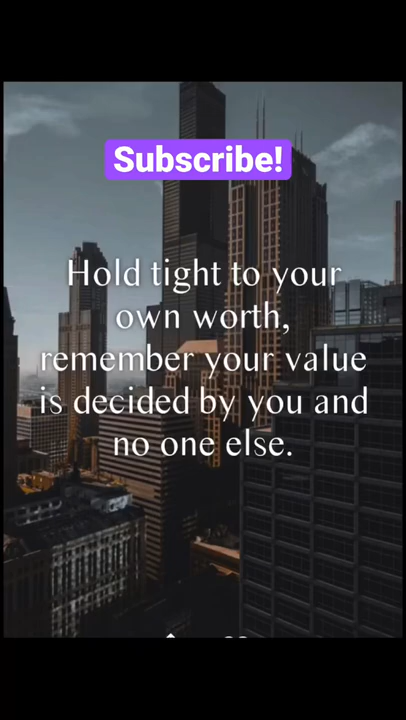 Subscribe!
Hold tight to your
own worth,
remember your value
is decided by you and
no one else.